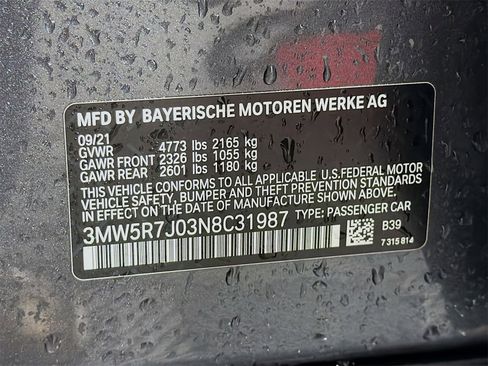 MFD BY BAYERISCHE MOTOREN WERKE AG
09/21
GVWR 4773 lbs 2165 kg
GAWR FRONT 2326 lbs 1055 kg
GAWR REAR 2601 lbs 1180 kg
THIS VEHICLE CONFORMS TO ALL APPLICABLE U.S.FEDERAL MOTOR
VEHICLE SAFETY, BUMPER AND THEFT PREVENTION STANDARDS IN
EFFECT ON THE DATE OF MANUFACTURE SHOWN ABOVE.
3MW5R7J03N8C31987 TYPE: PASSENGER CAR
B39
7 315 814